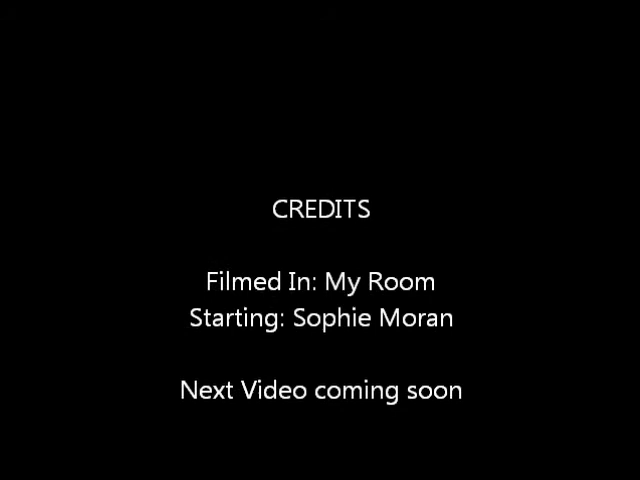 CREDITS
Filmed In: My Room
Starting: Sophie Moran
Next Video coming soon